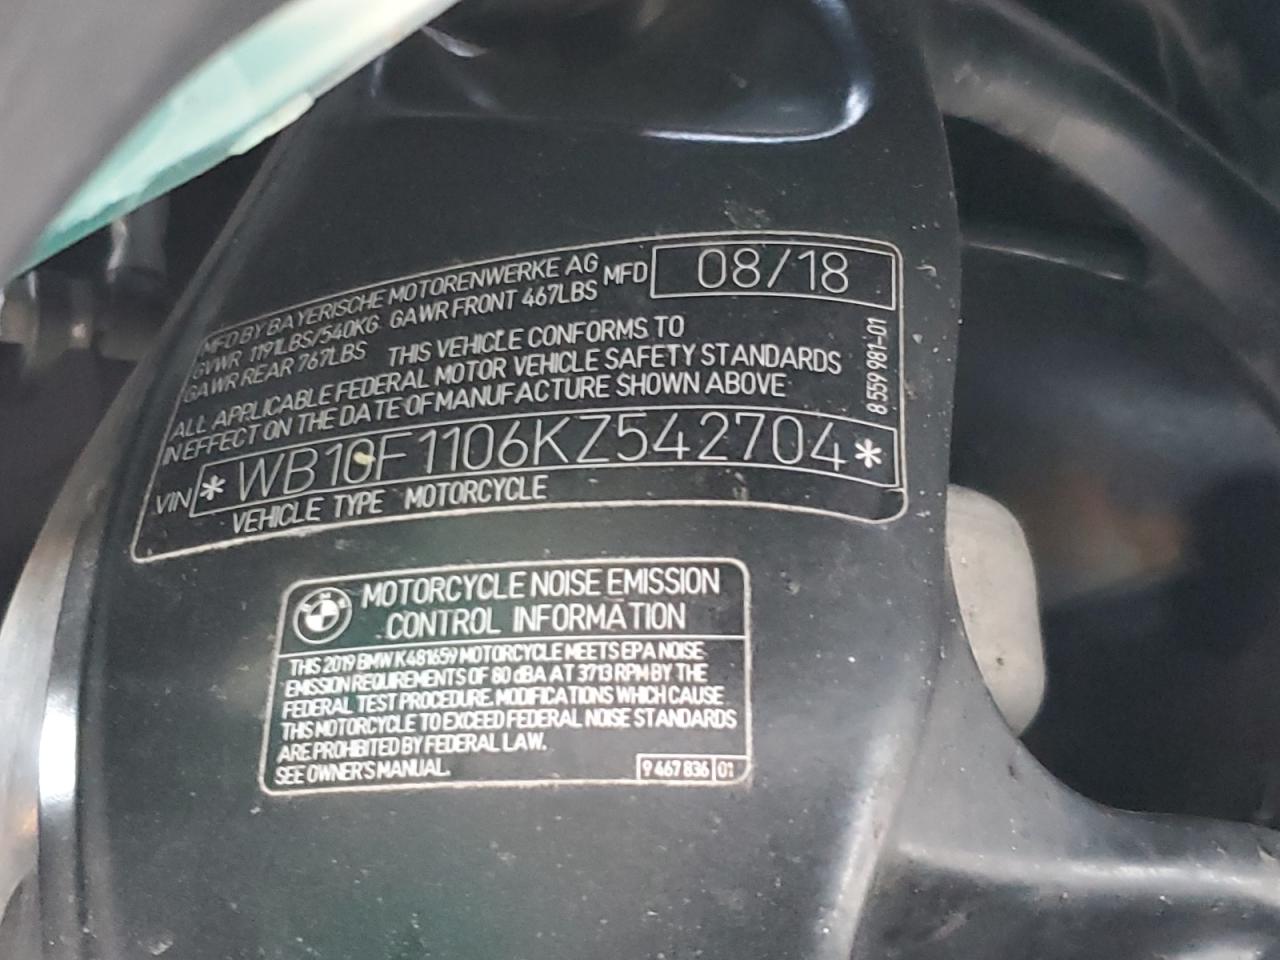 MFD BY BAYERISCHE MOTORENWERKE AG MFD 08/18
GVWR 1191LBS/540KG GAWR FRONT 467LBS
GAWR REAR 767LBS THIS VEHICLE CONFORMS TO
ALL APPLICABLE FEDERAL MOTOR VEHICLE SAFETY STANDARDS
IN EFFECT ON THE DATE OF MANUFACTURE SHOWN ABOVE
8 559 981-01
VIN *WB10F1106KZ542704*
VEHICLE TYPE MOTORCYCLE
BMW
MOTORCYCLE NOISE EMISSION
CONTROL INFORMATION
THIS 2019 BMW K481659 MOTORCYCLE MEETS EPA NOISE
EMISSION REQUIREMENTS OF 80 dBA AT 3713 RPM BY THE
FEDERAL TEST PROCEDURE. MODIFICATIONS WHICH CAUSE
THIS MOTORCYCLE TO EXCEED FEDERAL NOISE STANDARDS
ARE PROHIBITED BY FEDERAL LAW.
SEE OWNER'S MANUAL.
9 467 836 01